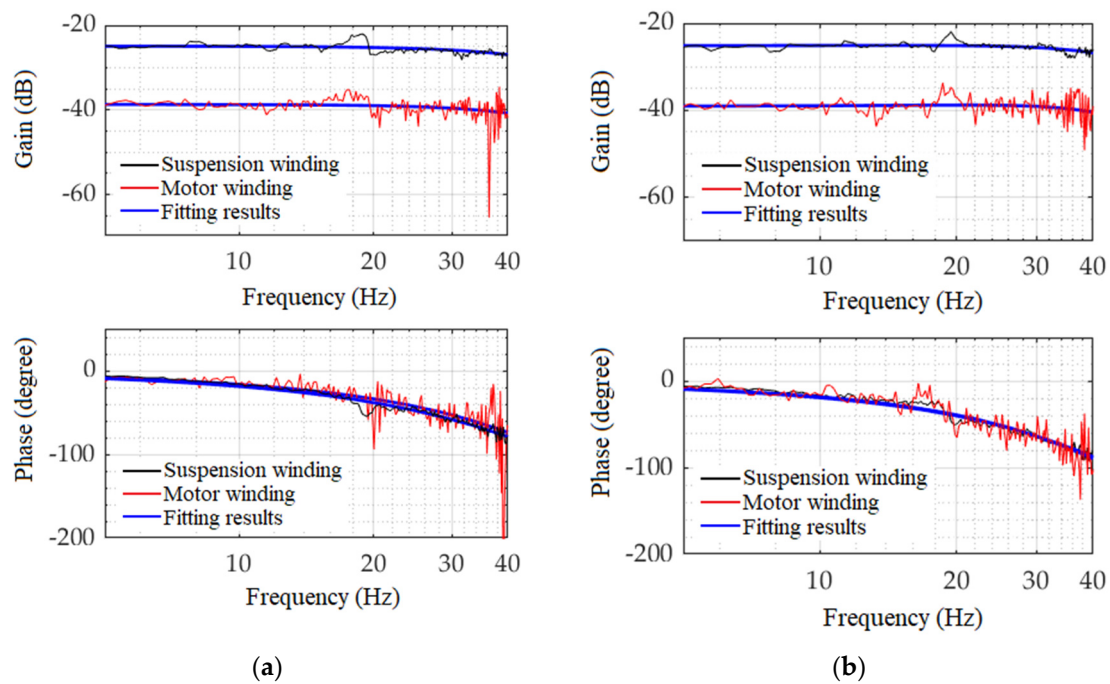 -20
-40
-60
Gain (dB)
Suspension winding
Motor winding
Fitting results
10 20 30 40
Frequency (Hz)
0
-100
-200
Phase (degree)
Suspension winding
Motor winding
Fitting results
10 20 30 40
Frequency (Hz)
(a)
-20
-40
-60
Gain (dB)
Suspension winding
Motor winding
Fitting results
10 20 30 40
Frequency (Hz)
0
-100
-200
Phase (degree)
Suspension winding
Motor winding
Fitting results
10 20 30 40
Frequency (Hz)
(b)